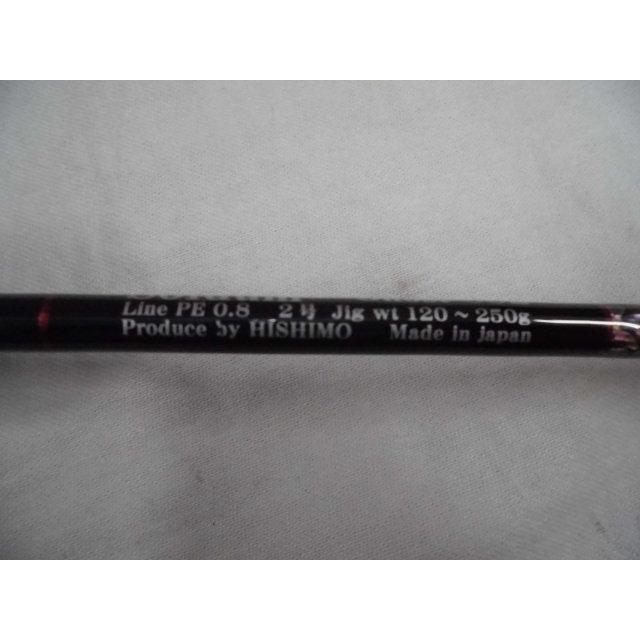 Line PE 0.8 2号 Jig wt 120~250g
Produce by HISHIMO Made in japan